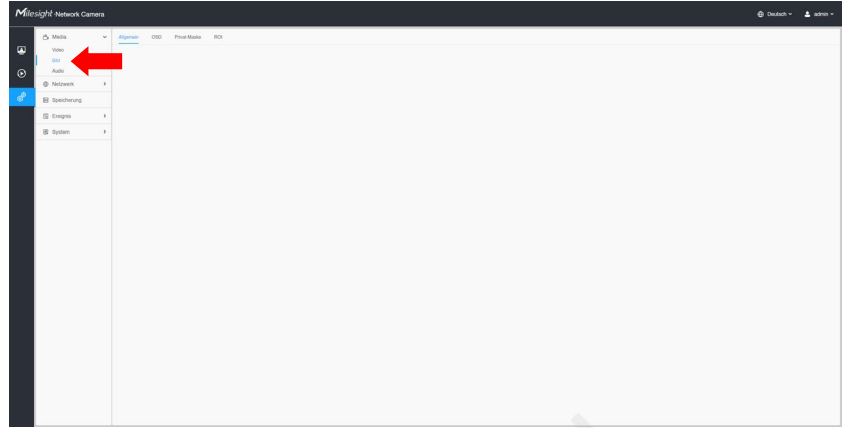 Milesight Network Camera
Deutsch
admin
Media
Video
Bild
Audio
Netzwerk
Speicherung
Ereignis
System
Allgemein OSD Privat-Maske ROI